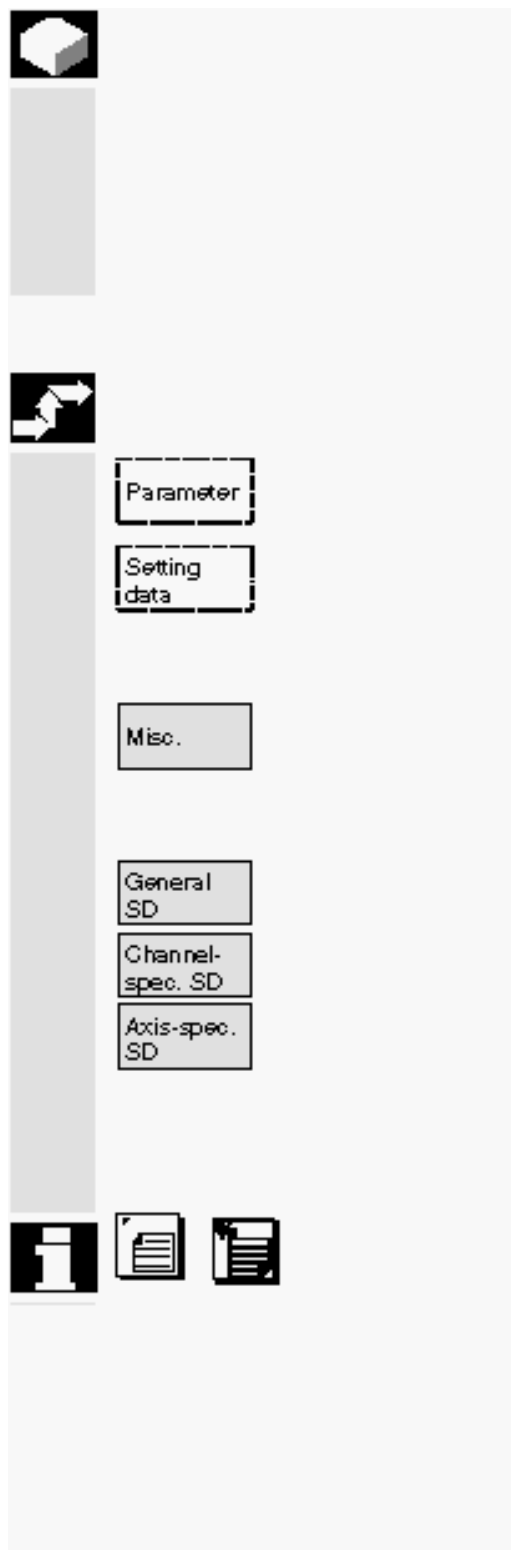 Parameter
Setting
data
Misc.
General
SD
Channel-
spec. SD
Axis-spec.
SD